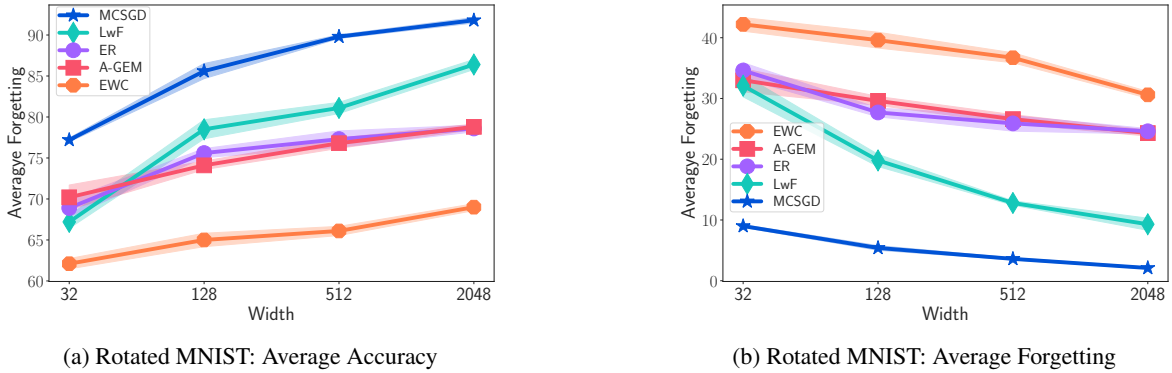 MCSGD
LwF
ER
A-GEM
EWC
90
85
80
75
70
65
60
32
128
512
2048
Width
Averagye Forgetting
(a) Rotated MNIST: Average Accuracy
EWC
A-GEM
ER
LwF
MCSGD
40
30
20
10
0
32
128
512
2048
Width
Averagye Forgetting
(b) Rotated MNIST: Average Forgetting